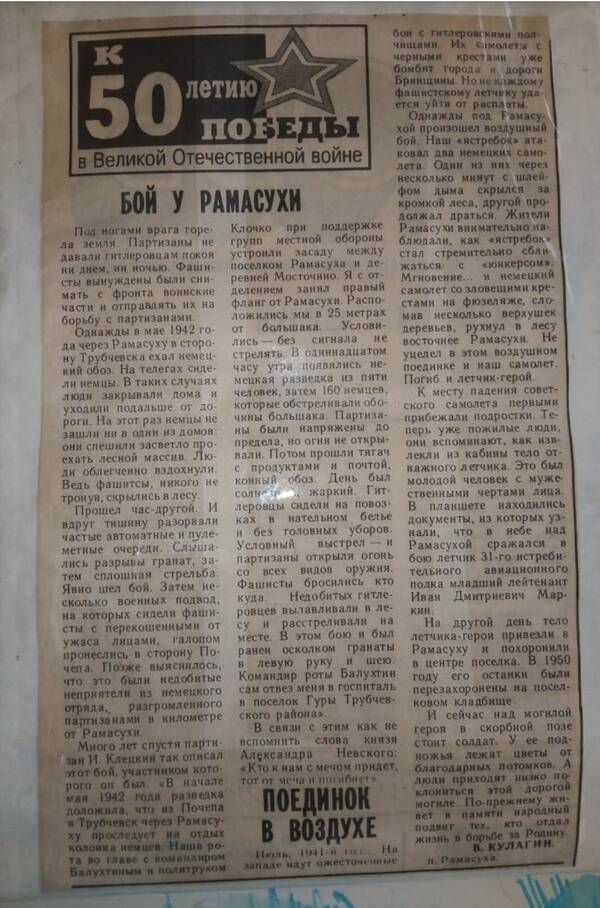 К
50 ЛЕТИЮ
ПОБЕДЫ
в Великой Отечественной войне
БОЙ У РАМАСУХИ
Под ногами врага горе-
ла земля. Партизаны не
давали гитлеровцам покоя
ни днем, ни ночью. Фаши-
сты вынуждены были сни-
мать с фронта воинские
части и отправлять их на
борьбу с партизанами.
Однажды в мае 1942 го-
да через Рамасуху в сторо-
ну Трубчевска ехал немец-
кий обоз. На телегах сиде-
ли немцы. В таких случаях
люди закрывали дома и
уходили подальше от до-
роги. На этот раз немцы не
зашли ни в один из домов:
они спешили засветло про-
ехать лесной массив. Лю-
ди облегченно вздохнули.
Ведь фашитсы, никого не
тронув, скрылись в лесу.
Прошел час-другой. И
вдруг тишину разорвали
частые автоматные и пуле-
метные очереди. Слыша-
лись разрывы гранат, за-
тем сплошная стрельба.
Явно шел бой. Затем не-
сколько военных подвод,
на которых сидели фаши-
сты с перекошенными от
ужаса лицами, галопом
пронеслись в сторону По-
чепа. Позже выяснилось,
что это были недобитые
неприятели из немецкого
отряда, разгромленного
партизанами в километре
от Рамасухи.
Много лет спустя парти-
зан И. Клецкий так описал
этот бой, участником кото-
рого он был. «В начале
мая 1942 года разведка
доложила, что из Почепа
в Трубчевск через Рамасу-
ху проследует на отдых
колонна немцев. Наша ро-
та во главе с командиром
Балухтиным и политруком
Клочко при поддержке
групп местной обороны
устроили засаду между
поселком Рамасуха и де-
ревней Мосточино. Я с от-
делением занял правый
фланг от Рамасухи. Распо-
ложились мы в 25 метрах
от большака. Услови-
лись — без сигнала не
стрелять. В одиннадцатом
часу утра появились не-
мецкая разведка из пяти
человек, затем 160 немцев,
которые обстреливали обо-
чины большака. Партиза-
ны были напряжены до
предела, но огня не откры-
вали. Потом прошли тягач
с продуктами и почтой,
конный обоз. День был
солнечный, жаркий. Гит-
леровцы сидели на повоз-
ках в нательном белье
и без головных уборов.
Условный выстрел — и
партизаны открыли огонь
со всех видов оружия.
Фашисты бросились кто
куда. Недобитых гитле-
ровцев вылавливали в ле-
су и расстреливали на
месте. В этом бою я был
ранен осколком гранаты
в левую руку и шею.
Командир роты Балухтин
сам отвез меня в госпиталь
в поселок Гуры Трубчев-
ского района».
В связи с этим как не
вспомнить слова князя
Александра Невского:
«Кто к нам с мечом придет,
тот от меча и погибнет».
ПОЕДИНОК
В ВОЗДУХЕ
Июль, 1941-й год. На
западе идут ожесточенные
бои с гитлеровскими пол-
чищами. Их самолеты с
черными крестами уже
бомбят города и дороги
Брянщины. Но не каждому
фашистскому летчику уда-
ется уйти от расплаты.
Однажды под Рамасу-
хой произошел воздушный
бой. Наш «ястребок» ата-
ковал два немецких само-
лета. Один из них через
несколько минут с шлей-
фом дыма скрылся за
кромкой леса, другой про-
должал драться. Жители
Рамасухи внимательно на-
блюдали, как «ястребок»
стал стремительно сбли-
жаться с «юнкерсом».
Мгновение... и немецкий
самолет со зловещими кре-
стами на фюзеляже, сло-
мав несколько верхушек
деревьев, рухнул в лесу
восточнее Рамасухи. Не
уцелел в этом воздушном
поединке и наш самолет.
Погиб и летчик-герой.
К месту падения совет-
ского самолета первыми
прибежали подростки. Те-
перь уже пожилые люди,
они вспоминают, как изв-
лекли из кабины тело от-
важного летчика. Это был
молодой человек с муже-
ственными чертами лица.
В планшете находились
документы, из которых уз-
нали, что в небе над
Рамасухой сражался в
бою летчик 31-го истреби-
тельного авиационного
полка младший лейтенант
Иван Дмитриевич Мар-
кин.
На другой день тело
летчика-героя привезли в
Рамасуху и похоронили
в центре поселка. В 1950
году его останки были
перезахоронены на посел-
ковом кладбище.
И сейчас над могилой
героя в скорбной позе
стоит солдат. У ее под-
ножья лежат цветы от
благодарных потомков. А
люди приходят низко по-
клониться этой дорогой
могиле. По-прежнему жи-
вет в памяти народный
подвиг тех, кто отдал
жизнь в борьбе за Родину.
В. КУЛАГИН.
п. Рамасуха.